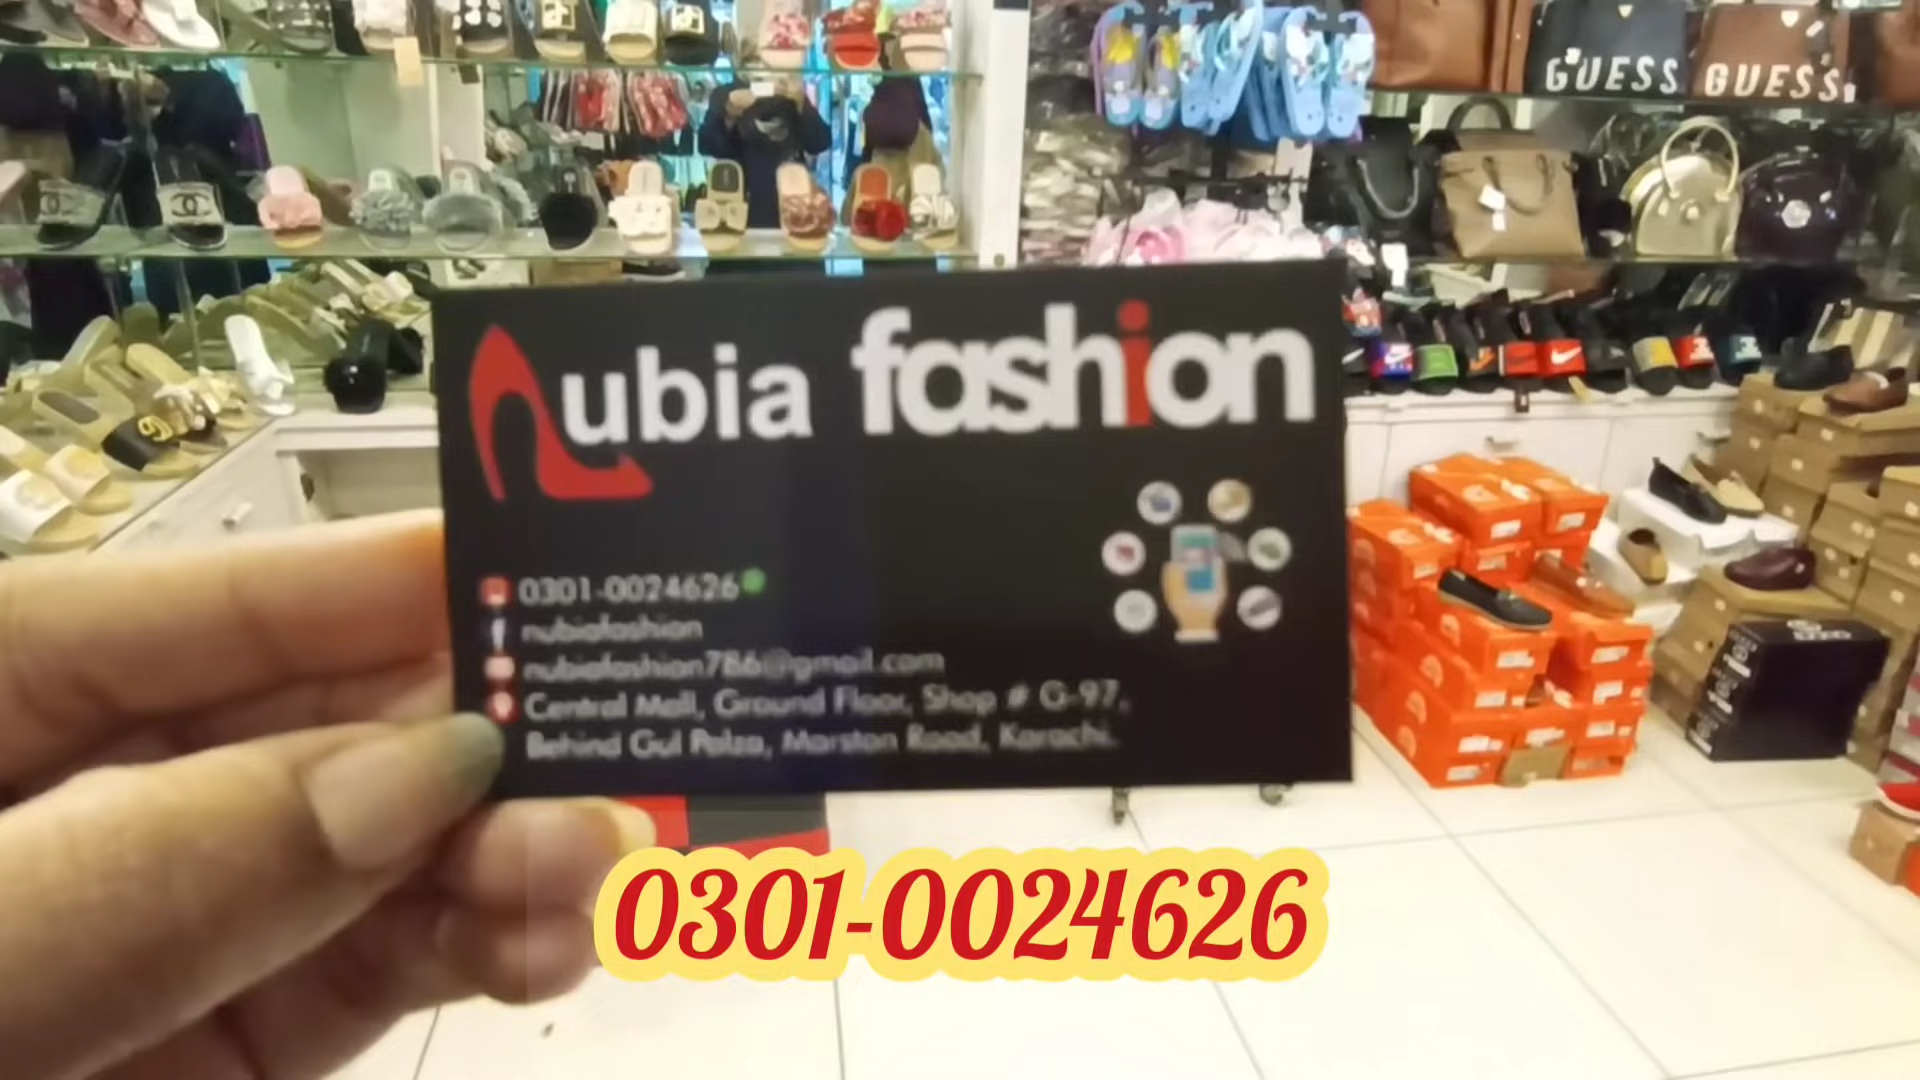 GUESS GUESS
nubia fashion
0301-0024626
nubiafashion
nubiafashion786@gmail.com
Central Mall, Ground Floor, Shop # G-97,
Behind Gul Palza, Marston Road, Karachi.
0301-0024626